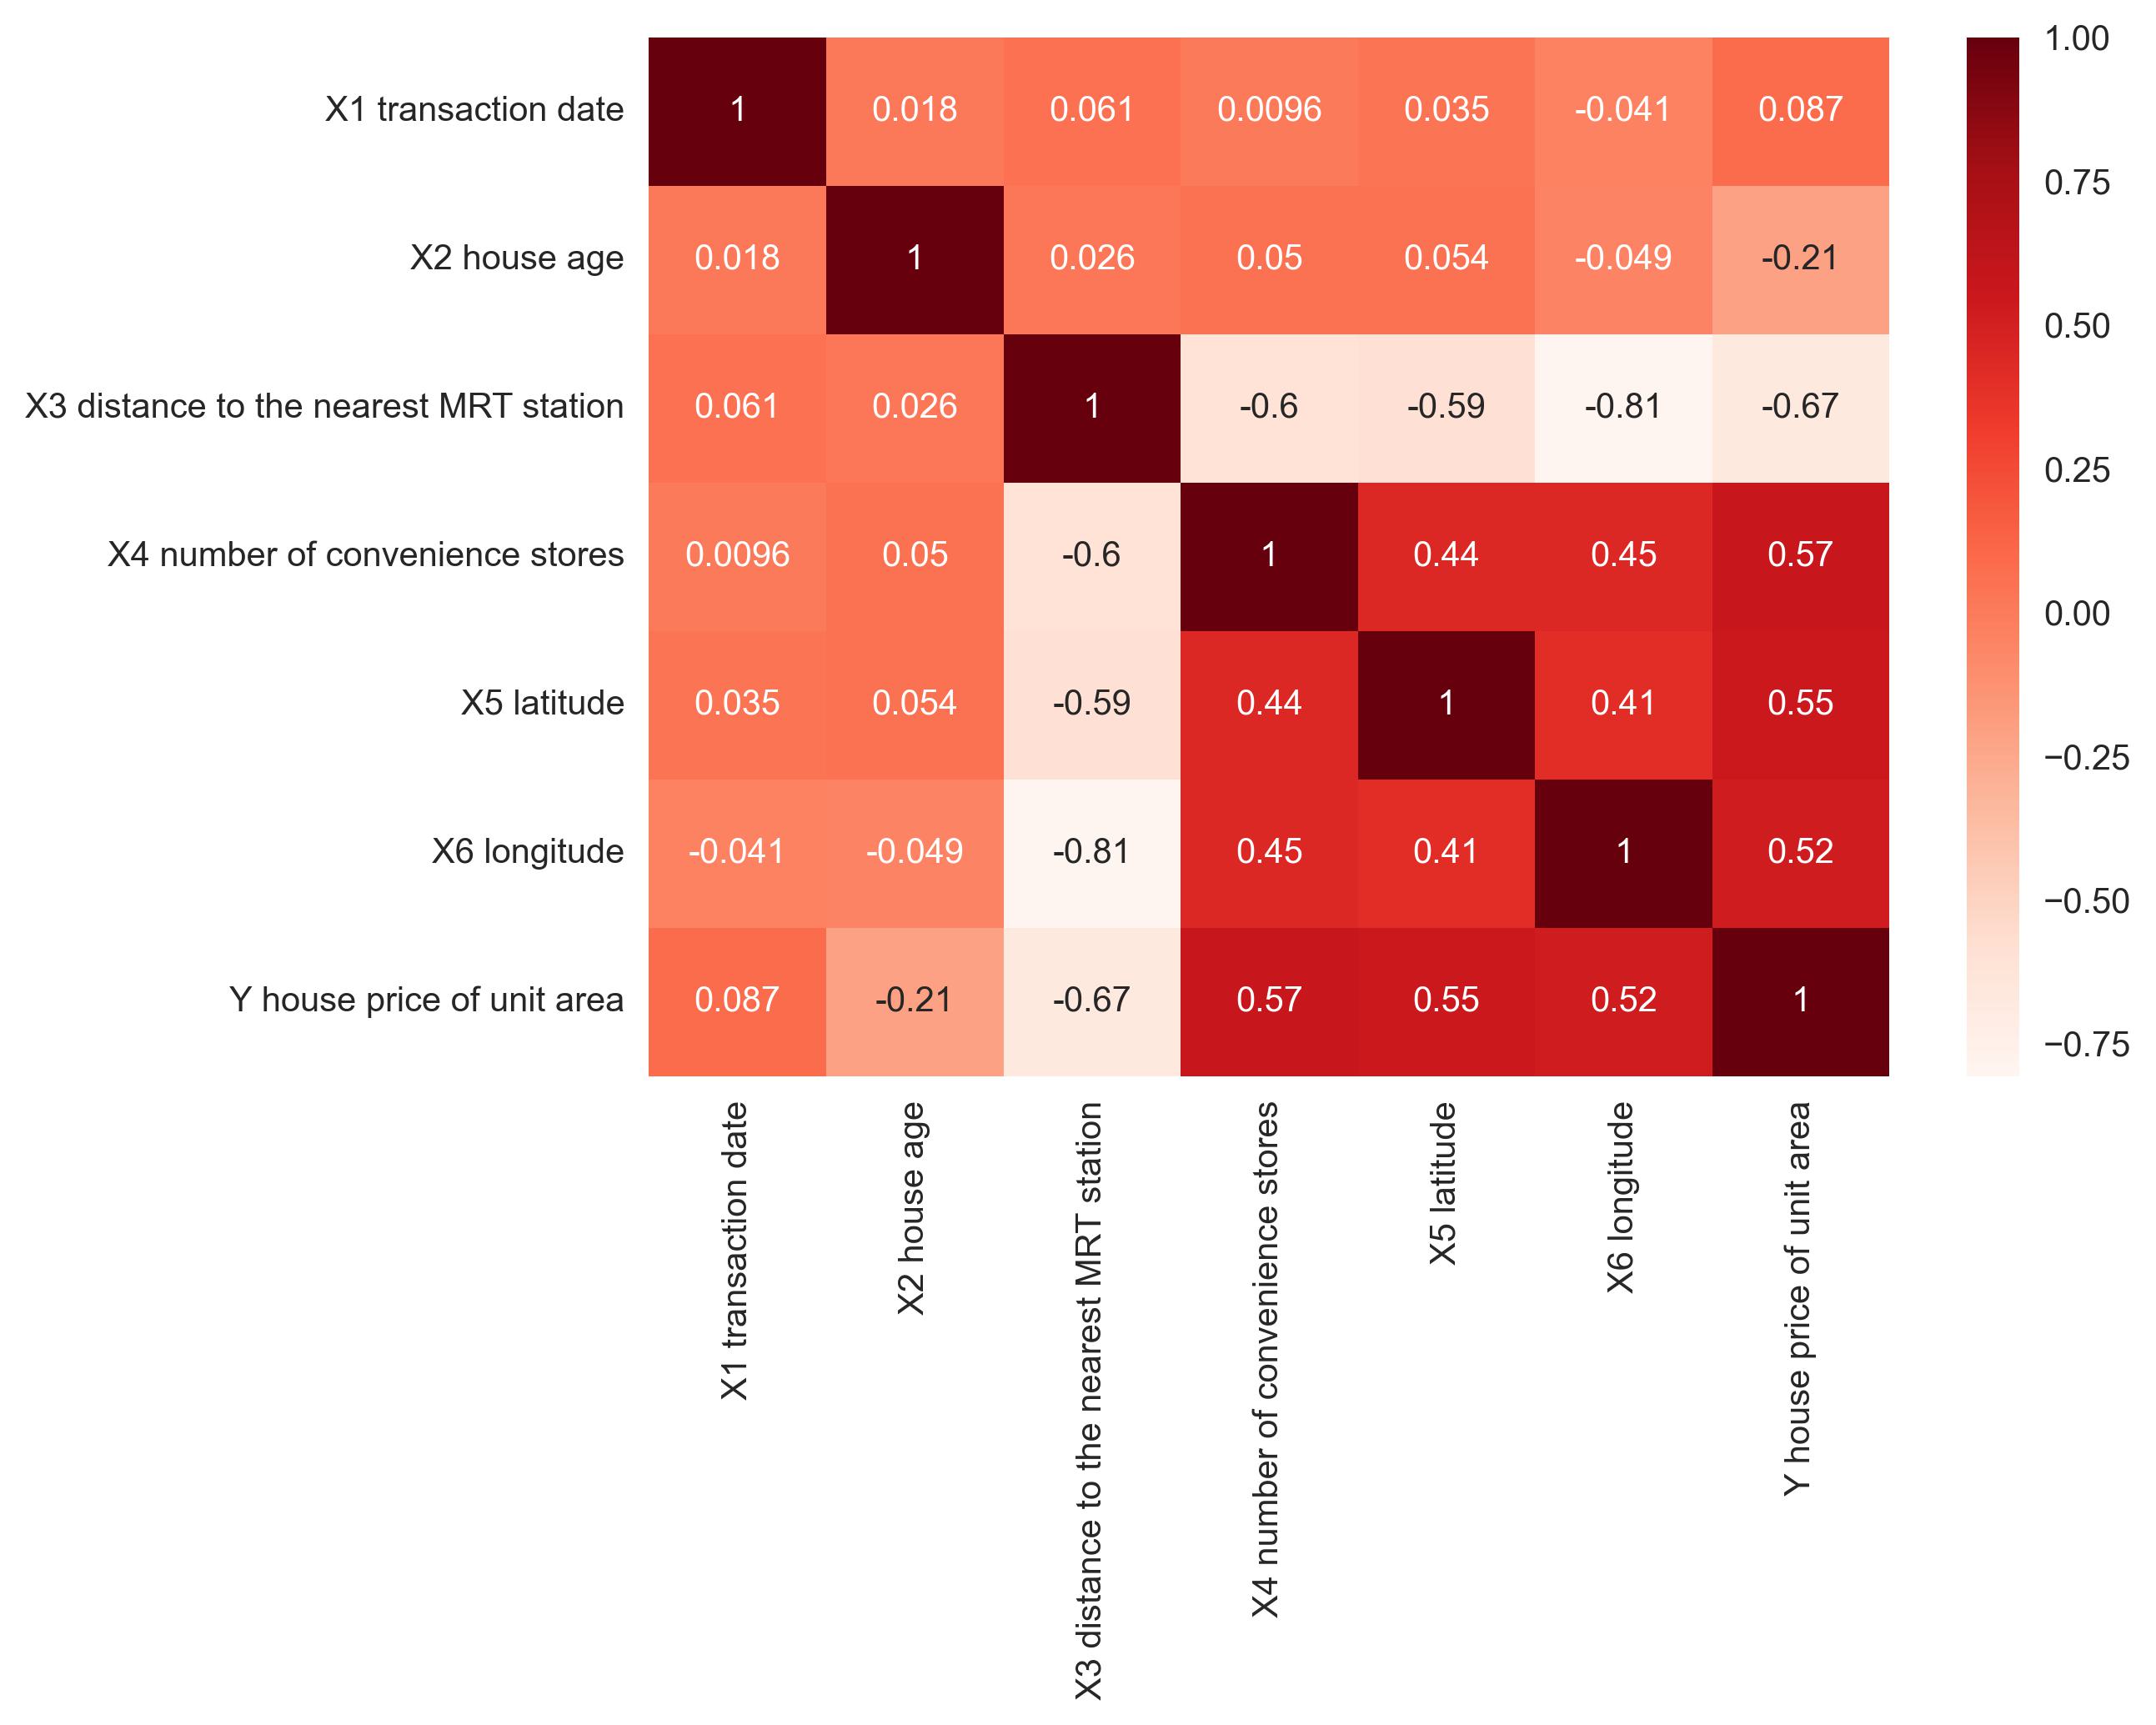 X1 transaction date 1 0.018 0.061 0.0096 0.035 -0.041 0.087
X2 house age 0.018 1 0.026 0.05 0.054 -0.049 -0.21
X3 distance to the nearest MRT station 0.061 0.026 1 -0.6 -0.59 -0.81 -0.67
X4 number of convenience stores 0.0096 0.05 -0.6 1 0.44 0.45 0.57
X5 latitude 0.035 0.054 -0.59 0.44 1 0.41 0.55
X6 longitude -0.041 -0.049 -0.81 0.45 0.41 1 0.52
Y house price of unit area 0.087 -0.21 -0.67 0.57 0.55 0.52 1
X1 transaction date
X2 house age
X3 distance to the nearest MRT station
X4 number of convenience stores
X5 latitude
X6 longitude
Y house price of unit area
1.00
0.75
0.50
0.25
0.00
−0.25
−0.50
−0.75